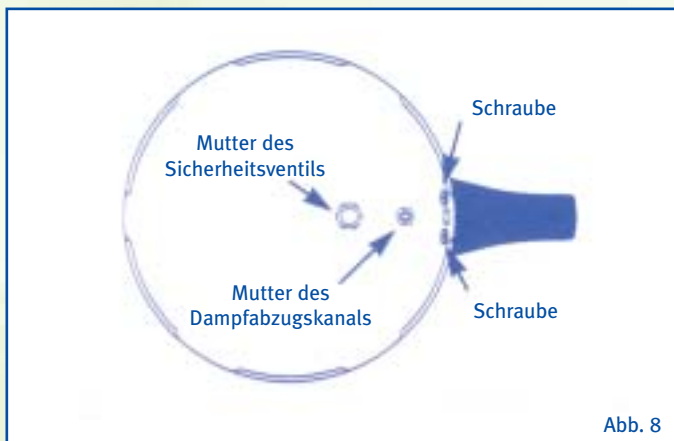 Schraube
Mutter des
Sicherheitsventils
Mutter des
Dampfabzugskanals
Schraube
Abb. 8